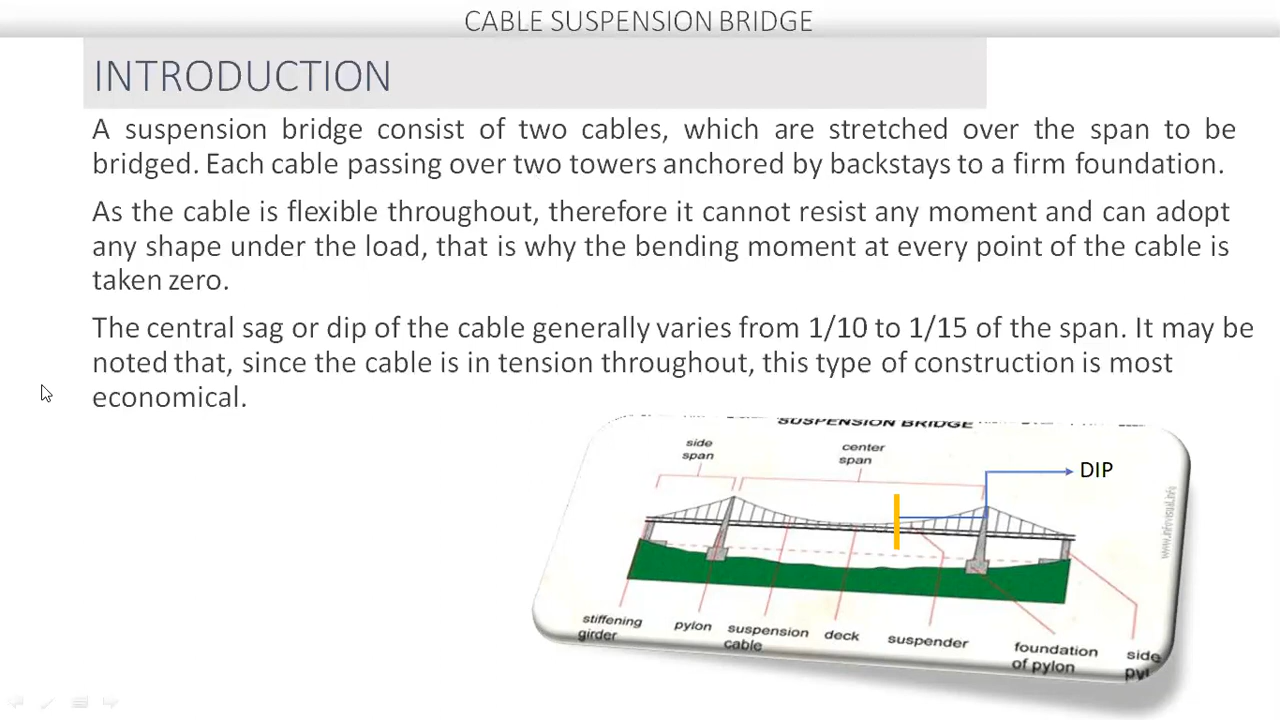 CABLE SUSPENSION BRIDGE
INTRODUCTION
A suspension bridge consist of two cables, which are stretched over the span to be
bridged. Each cable passing over two towers anchored by backstays to a firm foundation.
As the cable is flexible throughout, therefore it cannot resist any moment and can adopt
any shape under the load, that is why the bending moment at every point of the cable is
taken zero.
The central sag or dip of the cable generally varies from 1/10 to 1/15 of the span. It may be
noted that, since the cable is in tension throughout, this type of construction is most
economical.
SUSPENSION BRIDGE
side
span
center
span
DIP
stiffening
girder
pylon
suspension
cable
deck
suspender
foundation
of pylon
side